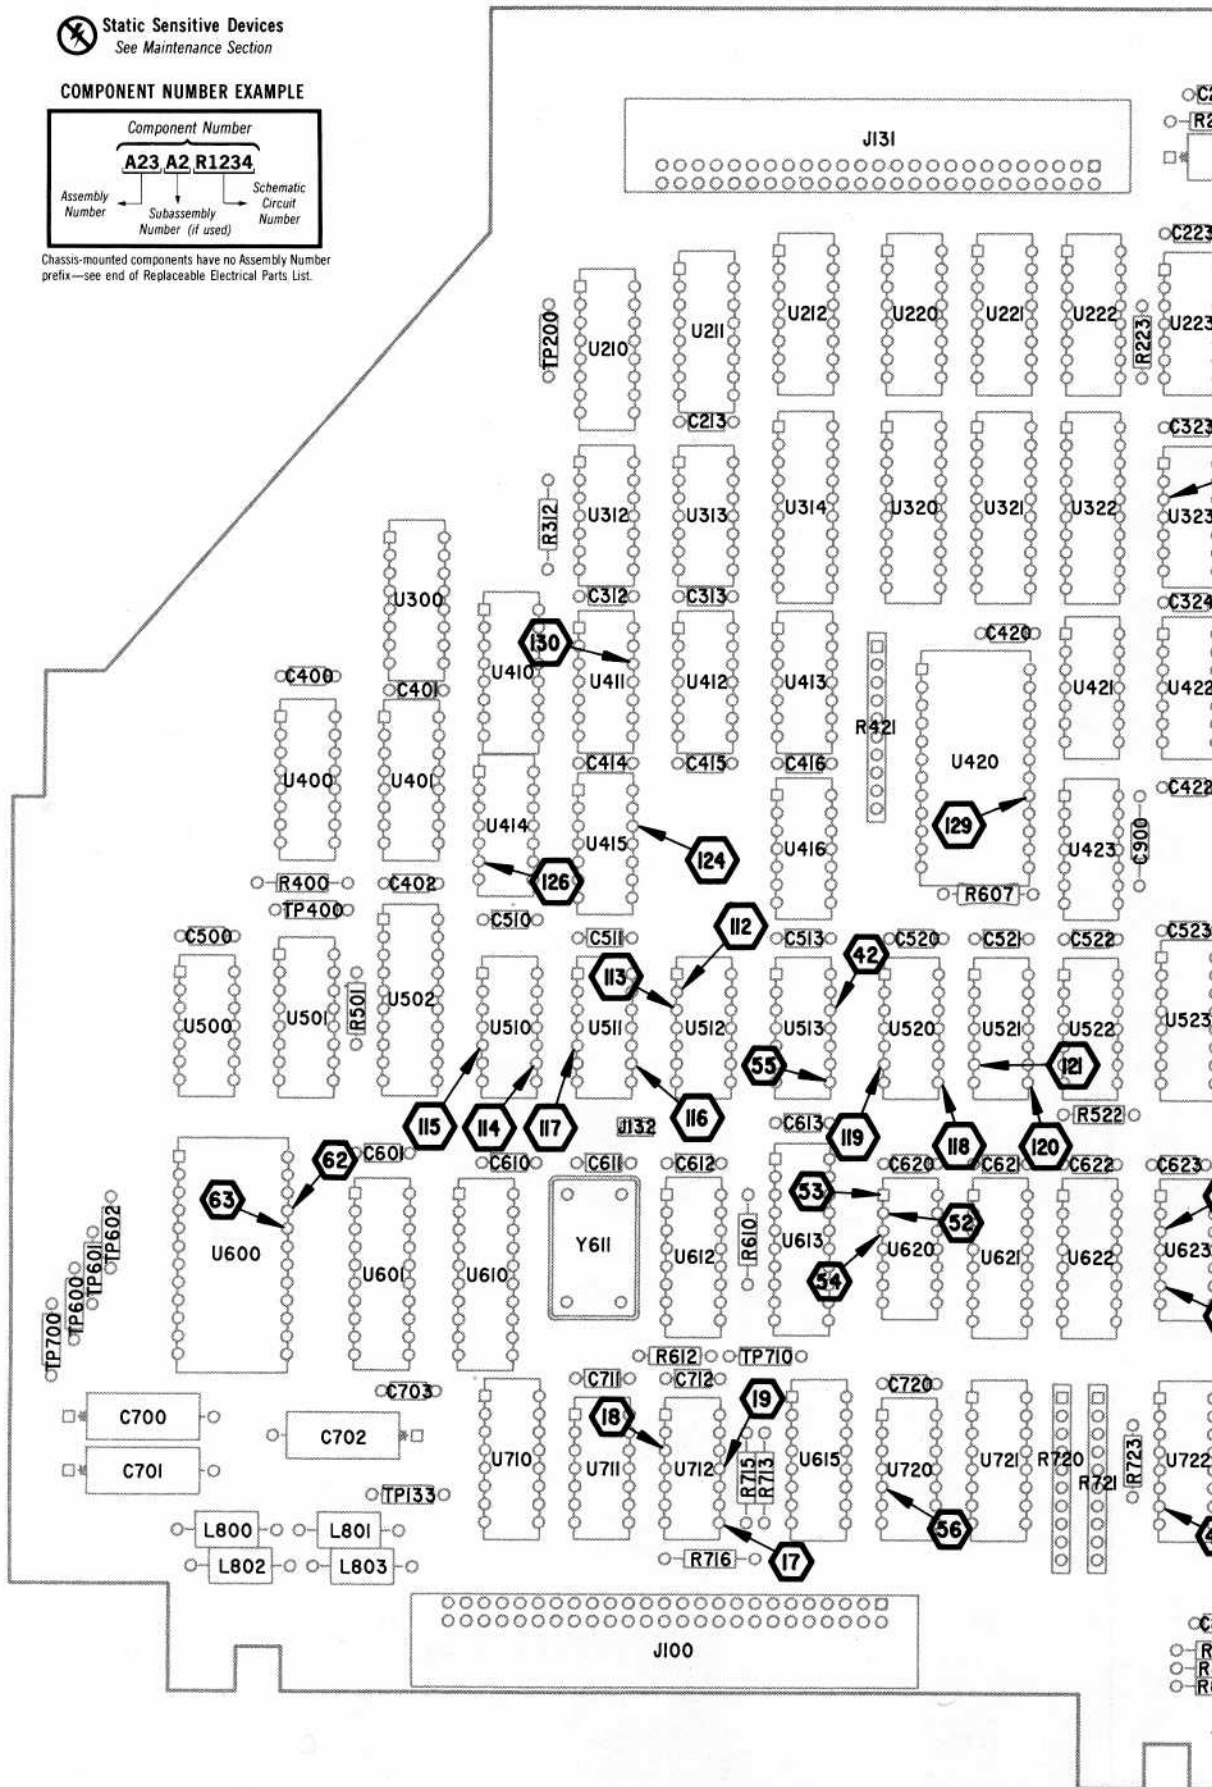 Static Sensitive Devices
See Maintenance Section
COMPONENT NUMBER EXAMPLE
Component Number
A23 A2 R1234
Assembly Number
Subassembly Number (if used)
Schematic Circuit Number
Chassis-mounted components have no Assembly Number
prefix—see end of Replaceable Electrical Parts List.
J131
C223
TP200
U210
U211
U212
U220
U221
U222
R223
U223
C213
C323
R312
U312
U313
U314
U320
U321
U322
U323
U300
C312
C313
C324
130
C420
C400
C401
U410
U411
U412
U413
R421
U421
U422
U400
U401
C414
C415
C416
U420
C422
U414
U415
U416
129
U423
C900
124
126
R400
C402
R607
TP400
C510
112
C500
C511
C513
42
C520
C521
C522
C523
113
U500
U501
R501
U502
U510
U511
U512
U513
U520
U521
U522
U523
55
121
115
114
117
116
J132
C613
119
118
120
R522
62
C601
C610
C611
C612
C620
C621
C622
C623
63
53
52
TP602
TP601
TP600
TP700
U600
U601
U610
Y611
U612
R610
U613
54
U620
U621
U622
U623
R612
TP710
C703
C711
C712
19
C720
C700
18
C702
C701
U710
U711
U712
R715
R713
U615
U720
U721
R720
R721
R723
U722
TP133
56
L800
L801
L802
L803
R716
17
J100